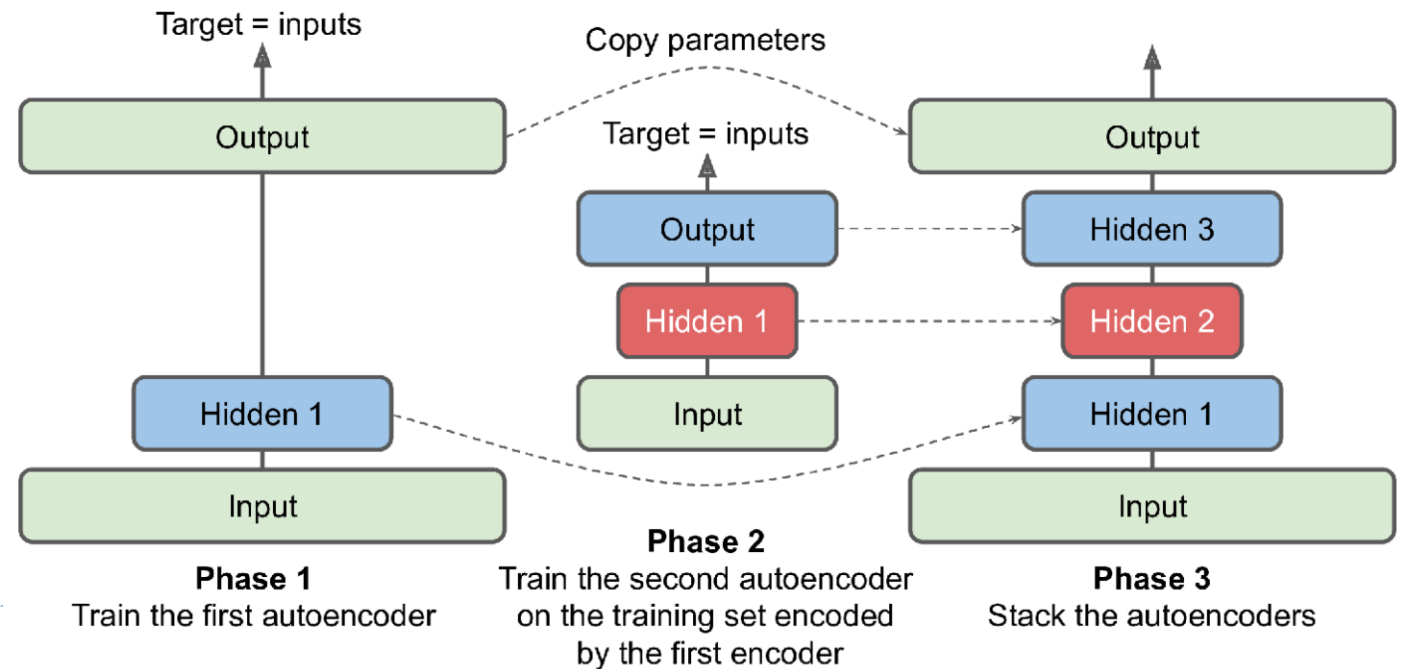 Target = inputs
Copy parameters
Output
Target = inputs
Output
Output
Hidden 3
Hidden 1
Hidden 2
Hidden 1
Input
Hidden 1
Input
Input
Phase 1
Train the first autoencoder
Phase 2
Train the second autoencoder
on the training set encoded
by the first encoder
Phase 3
Stack the autoencoders